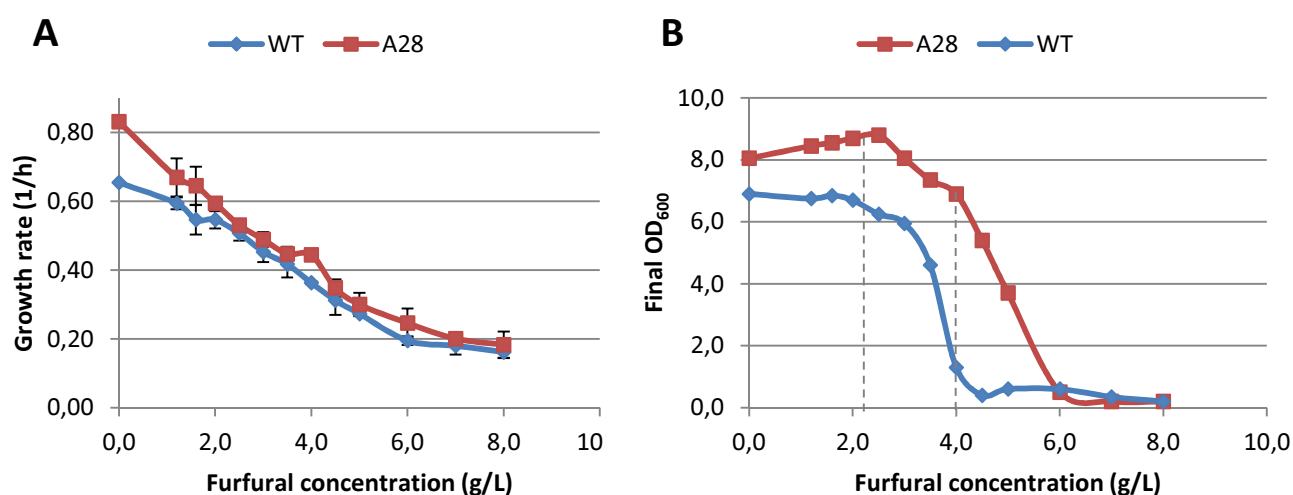 A
WT A28
Growth rate (1/h)
0,80
0,60
0,40
0,20
0,00
0,0 2,0 4,0 6,0 8,0 10
Furfural concentration (g/L)
B
A28 WT
Final OD600
10,0
8,0
6,0
4,0
2,0
0,0
0,0 2,0 4,0 6,0 8,0 10,0
Furfural concentration (g/L)